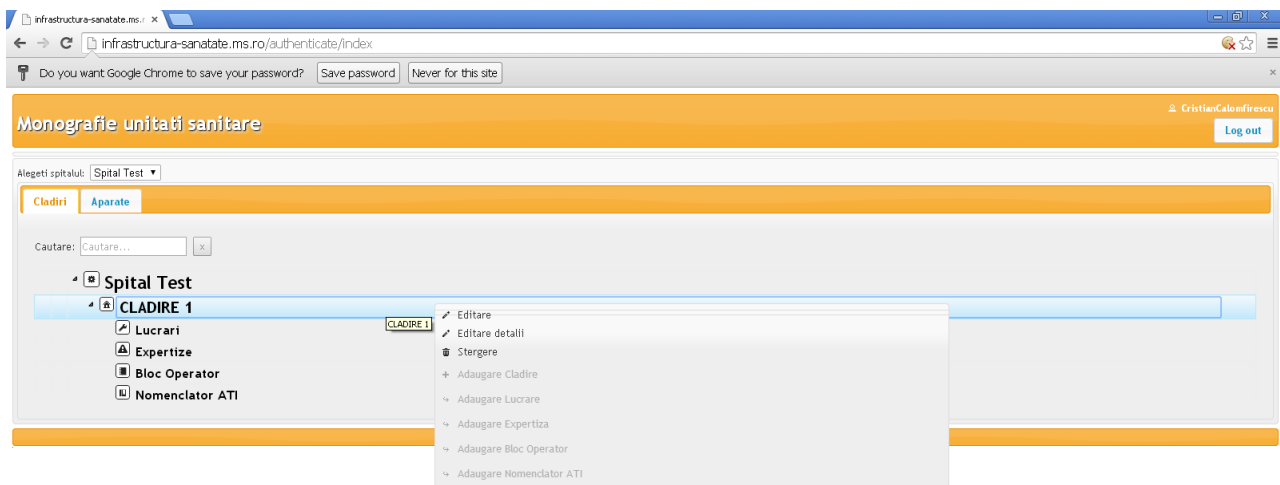 infrastructura-sanatate.ms.r
infrastructura-sanatate.ms.ro/authenticate/index
Do you want Google Chrome to save your password? Save password Never for this site
CristianCalomfirescu
Monografie unitati sanitare
Log out
Alegeti spitalul: Spital Test
Cladiri Aparate
Cautare: Cautare... x
Spital Test
CLADIRE 1
CLADIRE 1
Lucrari
Expertize
Bloc Operator
Nomenclator ATI
Editare
Editare detalii
Stergere
Adaugare Cladire
Adaugare Lucrare
Adaugare Expertiza
Adaugare Bloc Operator
Adaugare Nomenclator ATI